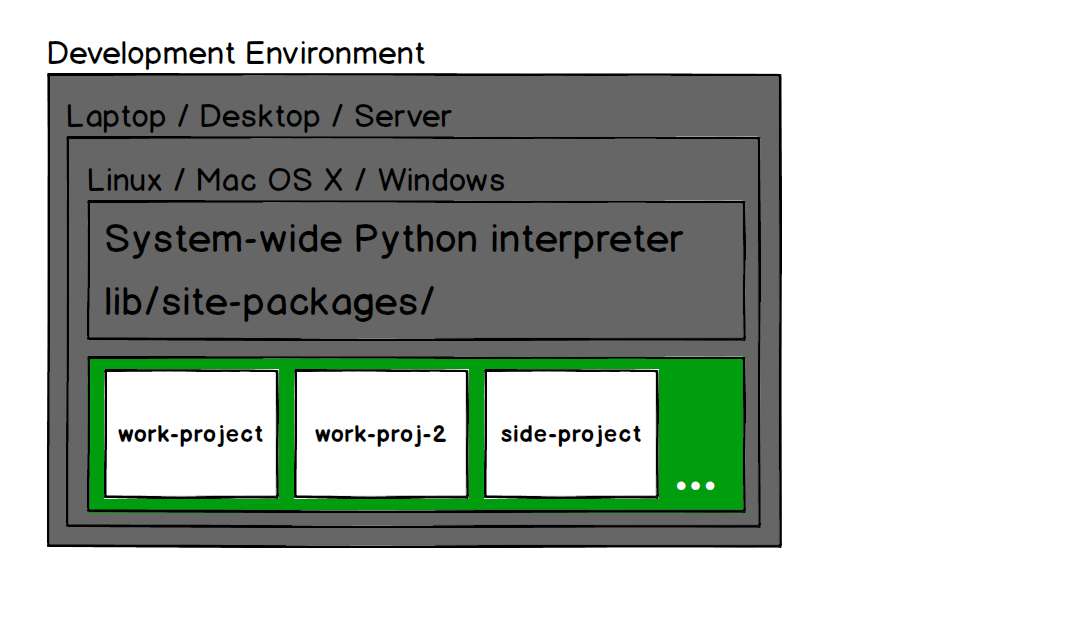 Development Environment
Laptop / Desktop / Server
Linux / Mac OS X / Windows
System-wide Python interpreter
lib/site-packages/
work-project
work-proj-2
side-project
...